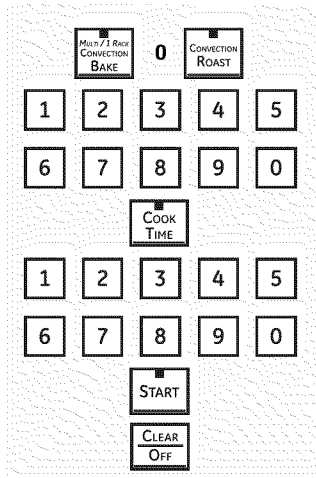 MULTI / 1 RACK
CONVECTION
BAKE
0
CONVECTION
ROAST
1 2 3 4 5
6 7 8 9 0
COOK
TIME
1 2 3 4 5
6 7 8 9 0
START
CLEAR
OFF